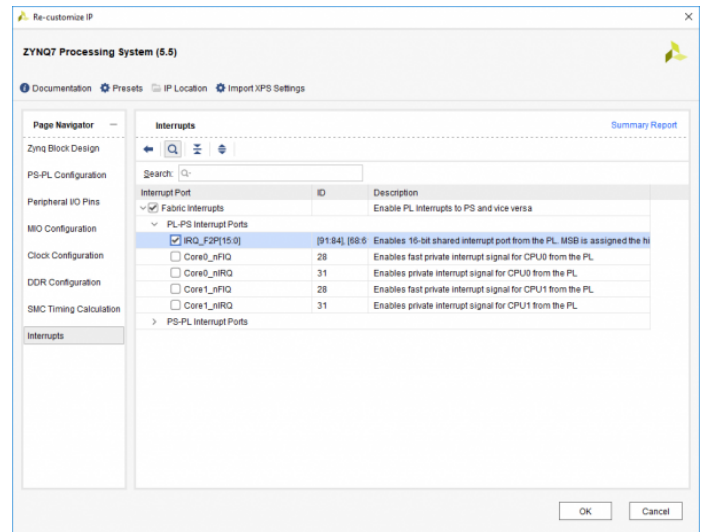 Re-customize IP
ZYNQ7 Processing System (5.5)
Documentation Presets IP Location Import XPS Settings
Page Navigator
Zynq Block Design
PS-PL Configuration
Peripheral I/O Pins
MIO Configuration
Clock Configuration
DDR Configuration
SMC Timing Calculation
Interrupts
Interrupts Summary Report
Search:
Interrupt Port ID Description
Fabric Interrupts Enable PL Interrupts to PS and vice versa
PL-PS Interrupt Ports
IRQ_F2P[15:0] [91:84], [68:6 Enables 16-bit shared interrupt port from the PL. MSB is assigned the hi
Core0_nFIQ 28 Enables fast private interrupt signal for CPU0 from the PL
Core0_nIRQ 31 Enables private interrupt signal for CPU0 from the PL
Core1_nFIQ 28 Enables fast private interrupt signal for CPU1 from the PL
Core1_nIRQ 31 Enables private interrupt signal for CPU1 from the PL
PS-PL Interrupt Ports
OK Cancel